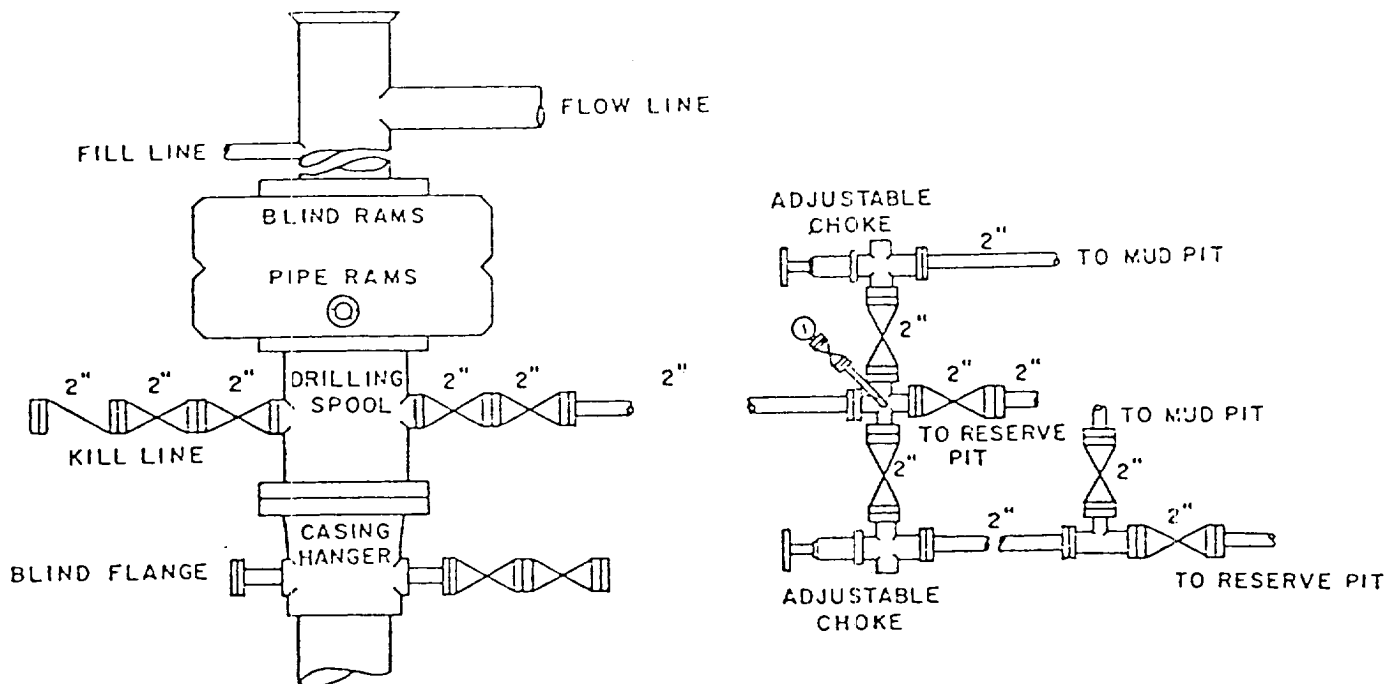 FLOW LINE
FILL LINE
BLIND RAMS
PIPE RAMS
2" 2" 2"
DRILLING
SPOOL
2" 2" 2"
KILL LINE
CASING
HANGER
BLIND FLANGE
ADJUSTABLE
CHOKE
2"
TO MUD PIT
2"
2" 2"
TO RESERVE
PIT
TO MUD PIT
2"
2"
2"
2"
TO RESERVE PIT
ADJUSTABLE
CHOKE